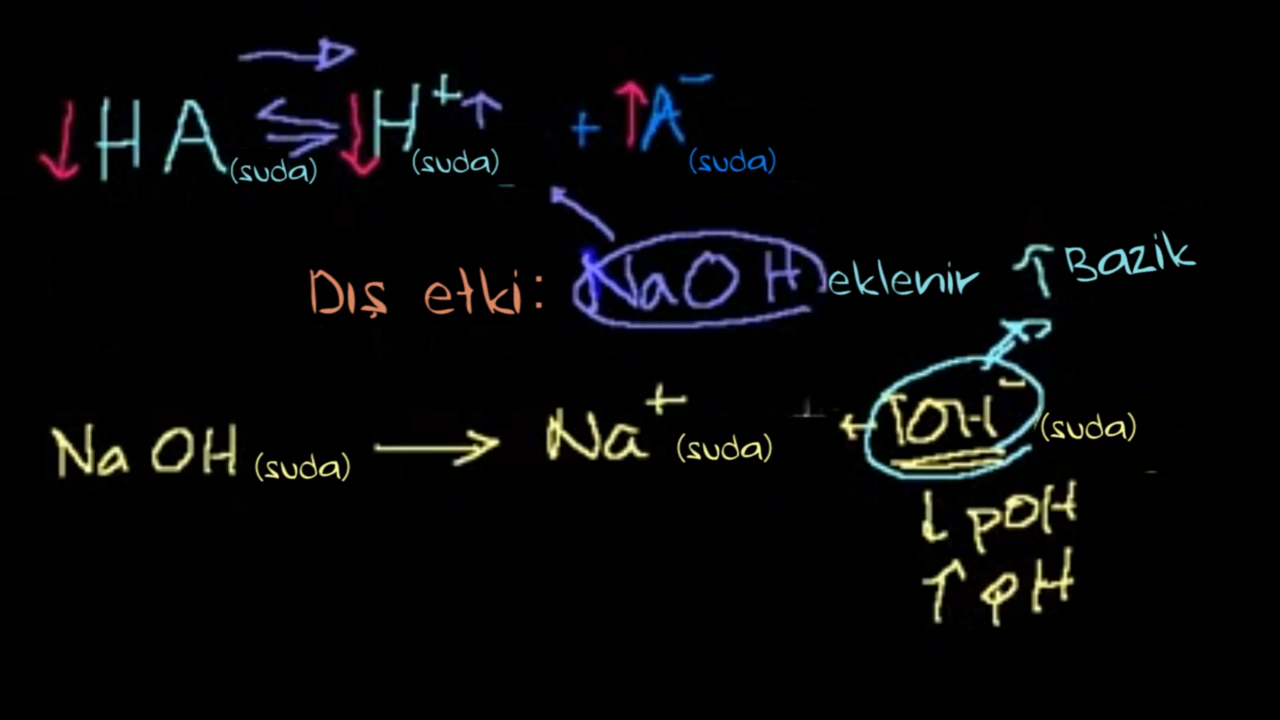 ↓HA(suda) ⇌ ↓H⁺↑(suda) + ↑A⁻(suda)
Dış etki: NaOH eklenir ↑ Bazik
NaOH(suda) → Na⁺(suda) + ↑OH⁻(suda)
↓ pOH
↑ pH